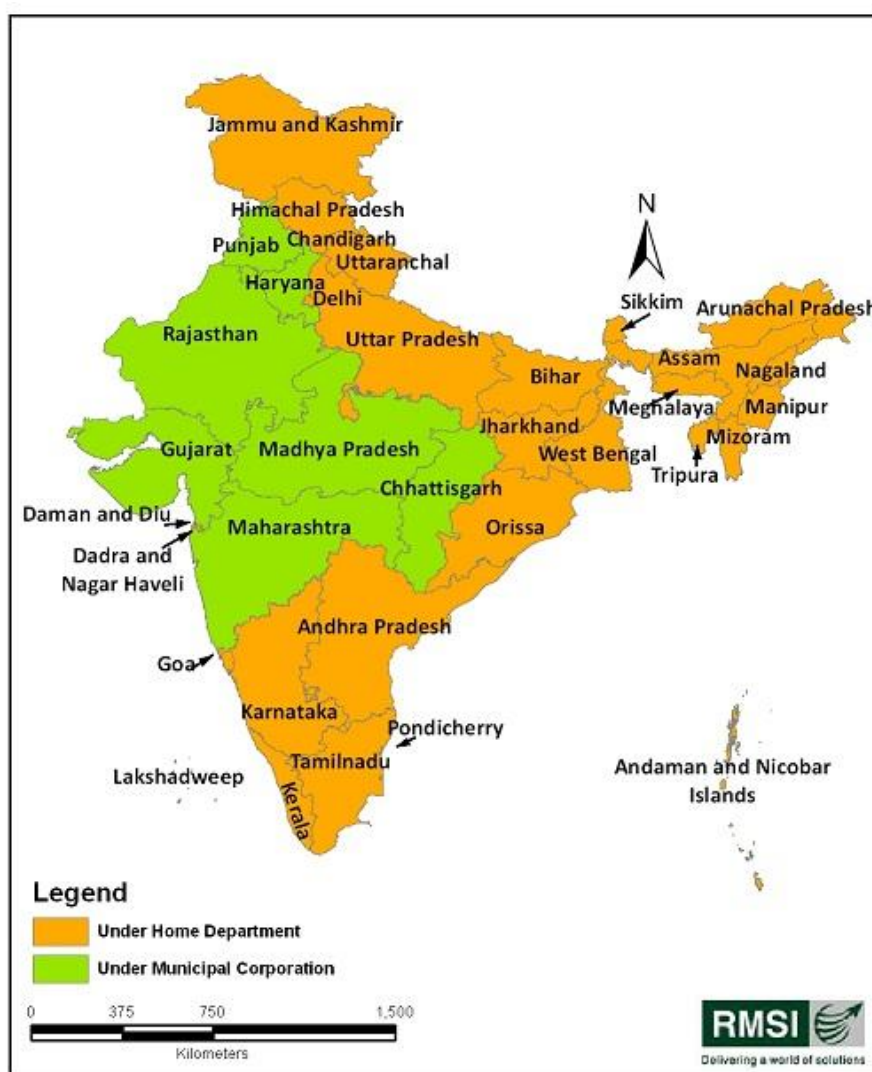 Jammu and Kashmir
N
Himachal Pradesh
Chandigarh
Punjab
Uttaranchal
Haryana
Delhi
Sikkim
Arunachal Pradesh
Rajasthan
Uttar Pradesh
Assam
Bihar
Nagaland
Meghalaya
Manipur
Jharkhand
Mizoram
Gujarat
Madhya Pradesh
West Bengal
Tripura
Chhattisgarh
Daman and Diu
Maharashtra
Orissa
Dadra and
Nagar Haveli
Andhra Pradesh
Goa
Karnataka
Pondicherry
Tamilnadu
Lakshadweep
Andaman and Nicobar
Islands
Kerala
Legend
Under Home Department
Under Municipal Corporation
0 375 750 1,500
Kilometers
RMSI
Delivering a world of solutions